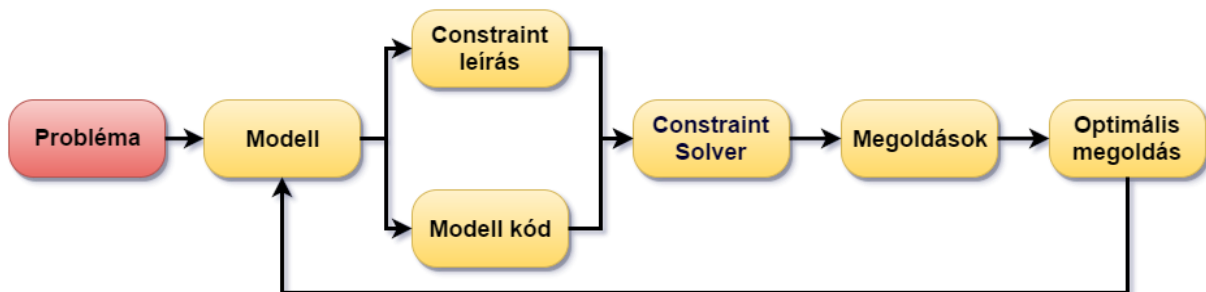 Probléma
Modell
Constraint
leírás
Modell kód
Constraint
Solver
Megoldások
Optimális
megoldás